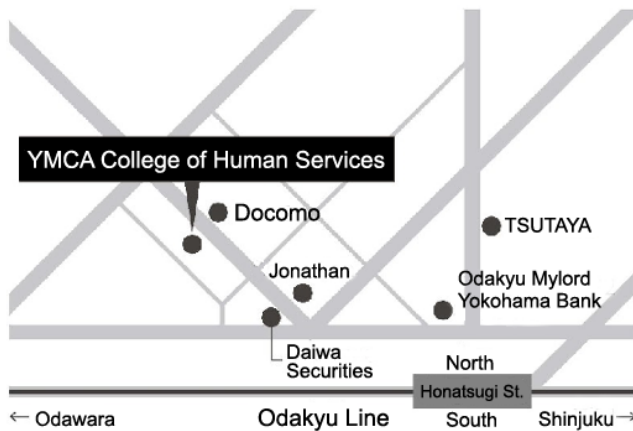 YMCA College of Human Services
Docomo
TSUTAYA
Jonathan
Odakyu Mylord
Yokohama Bank
Daiwa
Securities
North
Honatsugi St.
← Odawara
Odakyu Line
South
Shinjuku →